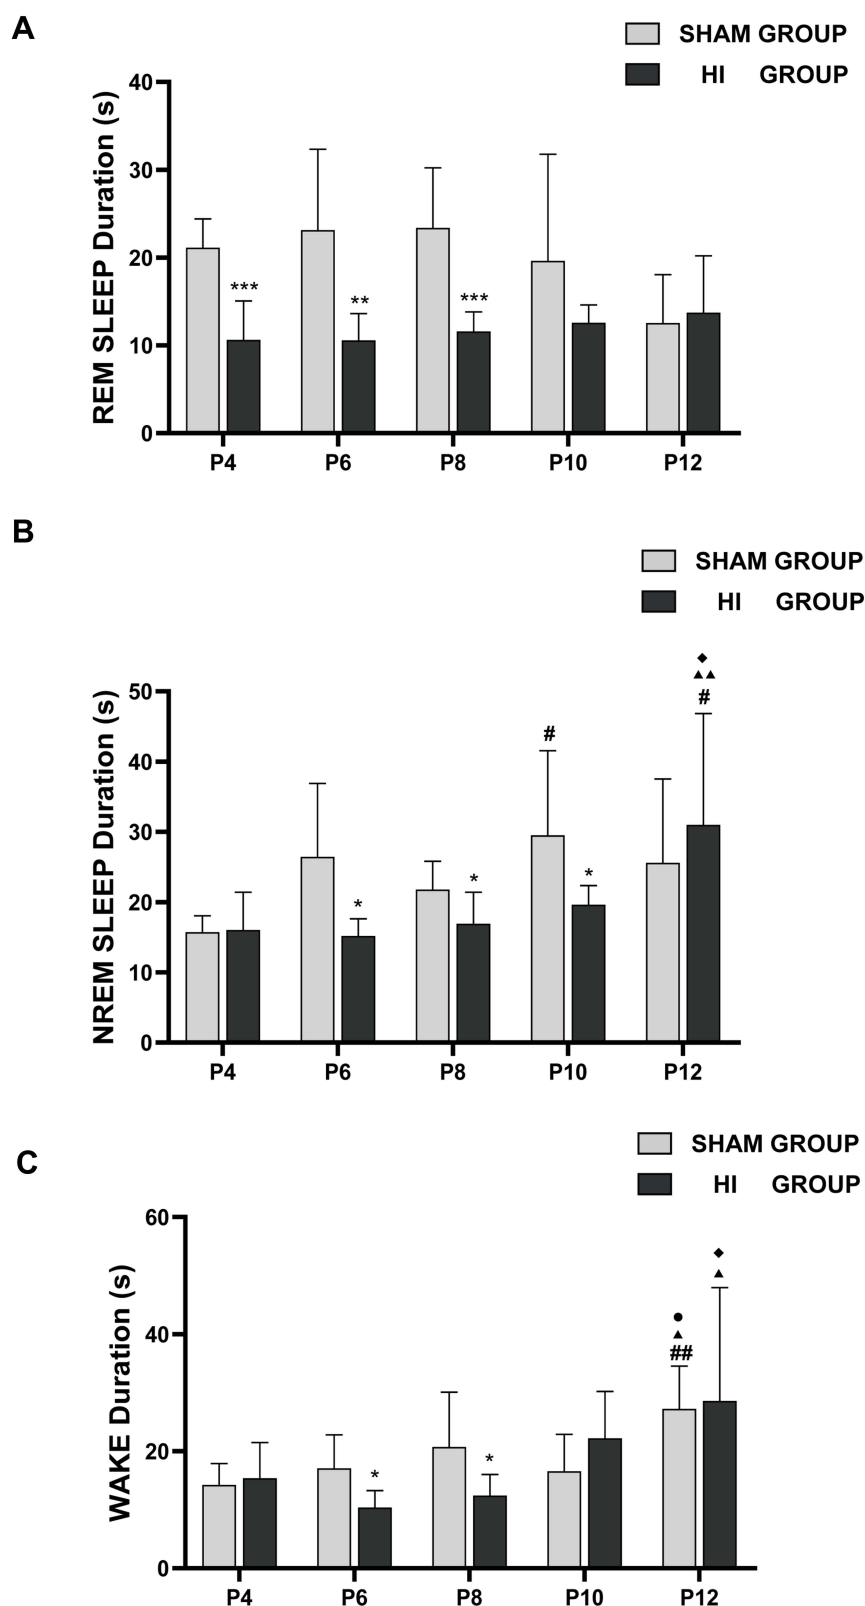 A
SHAM GROUP
HI GROUP
REM SLEEP Duration (s)
40
30
20
10
0
***
**
***
P4 P6 P8 P10 P12
B
SHAM GROUP
HI GROUP
NREM SLEEP Duration (s)
50
40
30
20
10
0
*
*
#
*
◆
▲▲
#
P4 P6 P8 P10 P12
C
SHAM GROUP
HI GROUP
WAKE Duration (s)
60
40
20
0
*
*
●
▲
##
◆
▲
P4 P6 P8 P10 P12